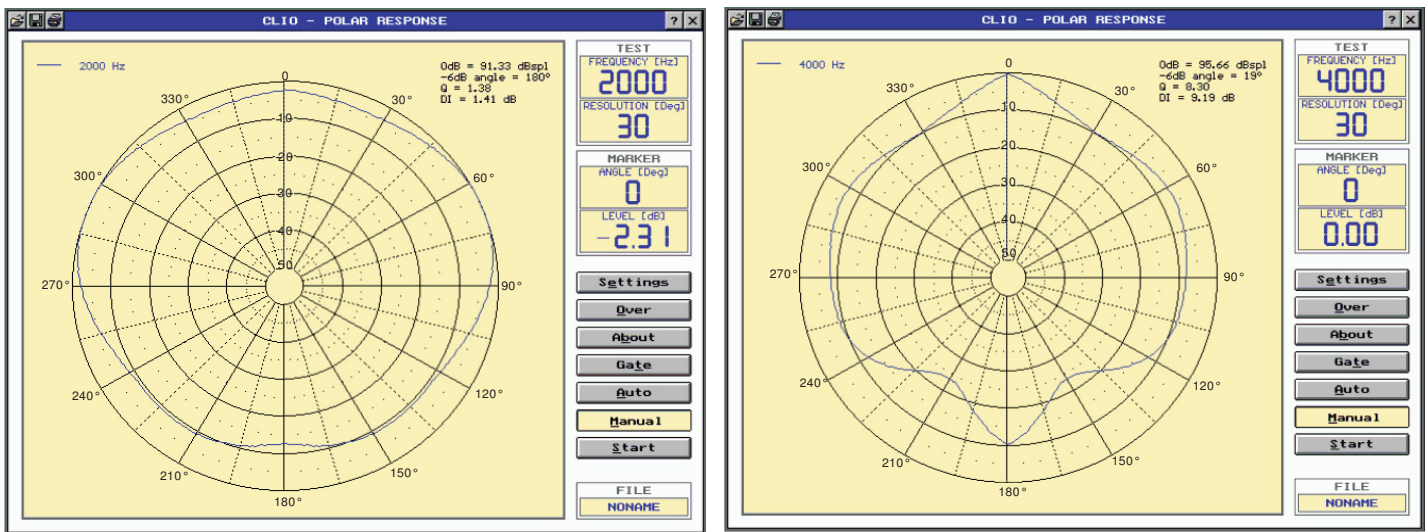 CLIO - POLAR RESPONSE
? ×
2000 Hz
0dB = 91.33 dBspl
-6dB angle = 180°
Q = 1.38
DI = 1.41 dB
0
330°
30°
300°
60°
270°
90°
240°
120°
210°
150°
180°
10
20
30
40
50
TEST
FREQUENCY [Hz]
2000
RESOLUTION [Deg]
30
MARKER
ANGLE [Deg]
0
LEVEL [dB]
-2.31
Settings
Over
About
Gate
Auto
Manual
Start
FILE
NONAME
CLIO - POLAR RESPONSE
? ×
4000 Hz
0dB = 95.66 dBspl
-6dB angle = 19°
Q = 8.30
DI = 9.19 dB
0
330°
30°
300°
60°
270°
90°
240°
120°
210°
150°
180°
10
20
30
40
50
TEST
FREQUENCY [Hz]
4000
RESOLUTION [Deg]
30
MARKER
ANGLE [Deg]
0
LEVEL [dB]
0.00
Settings
Over
About
Gate
Auto
Manual
Start
FILE
NONAME